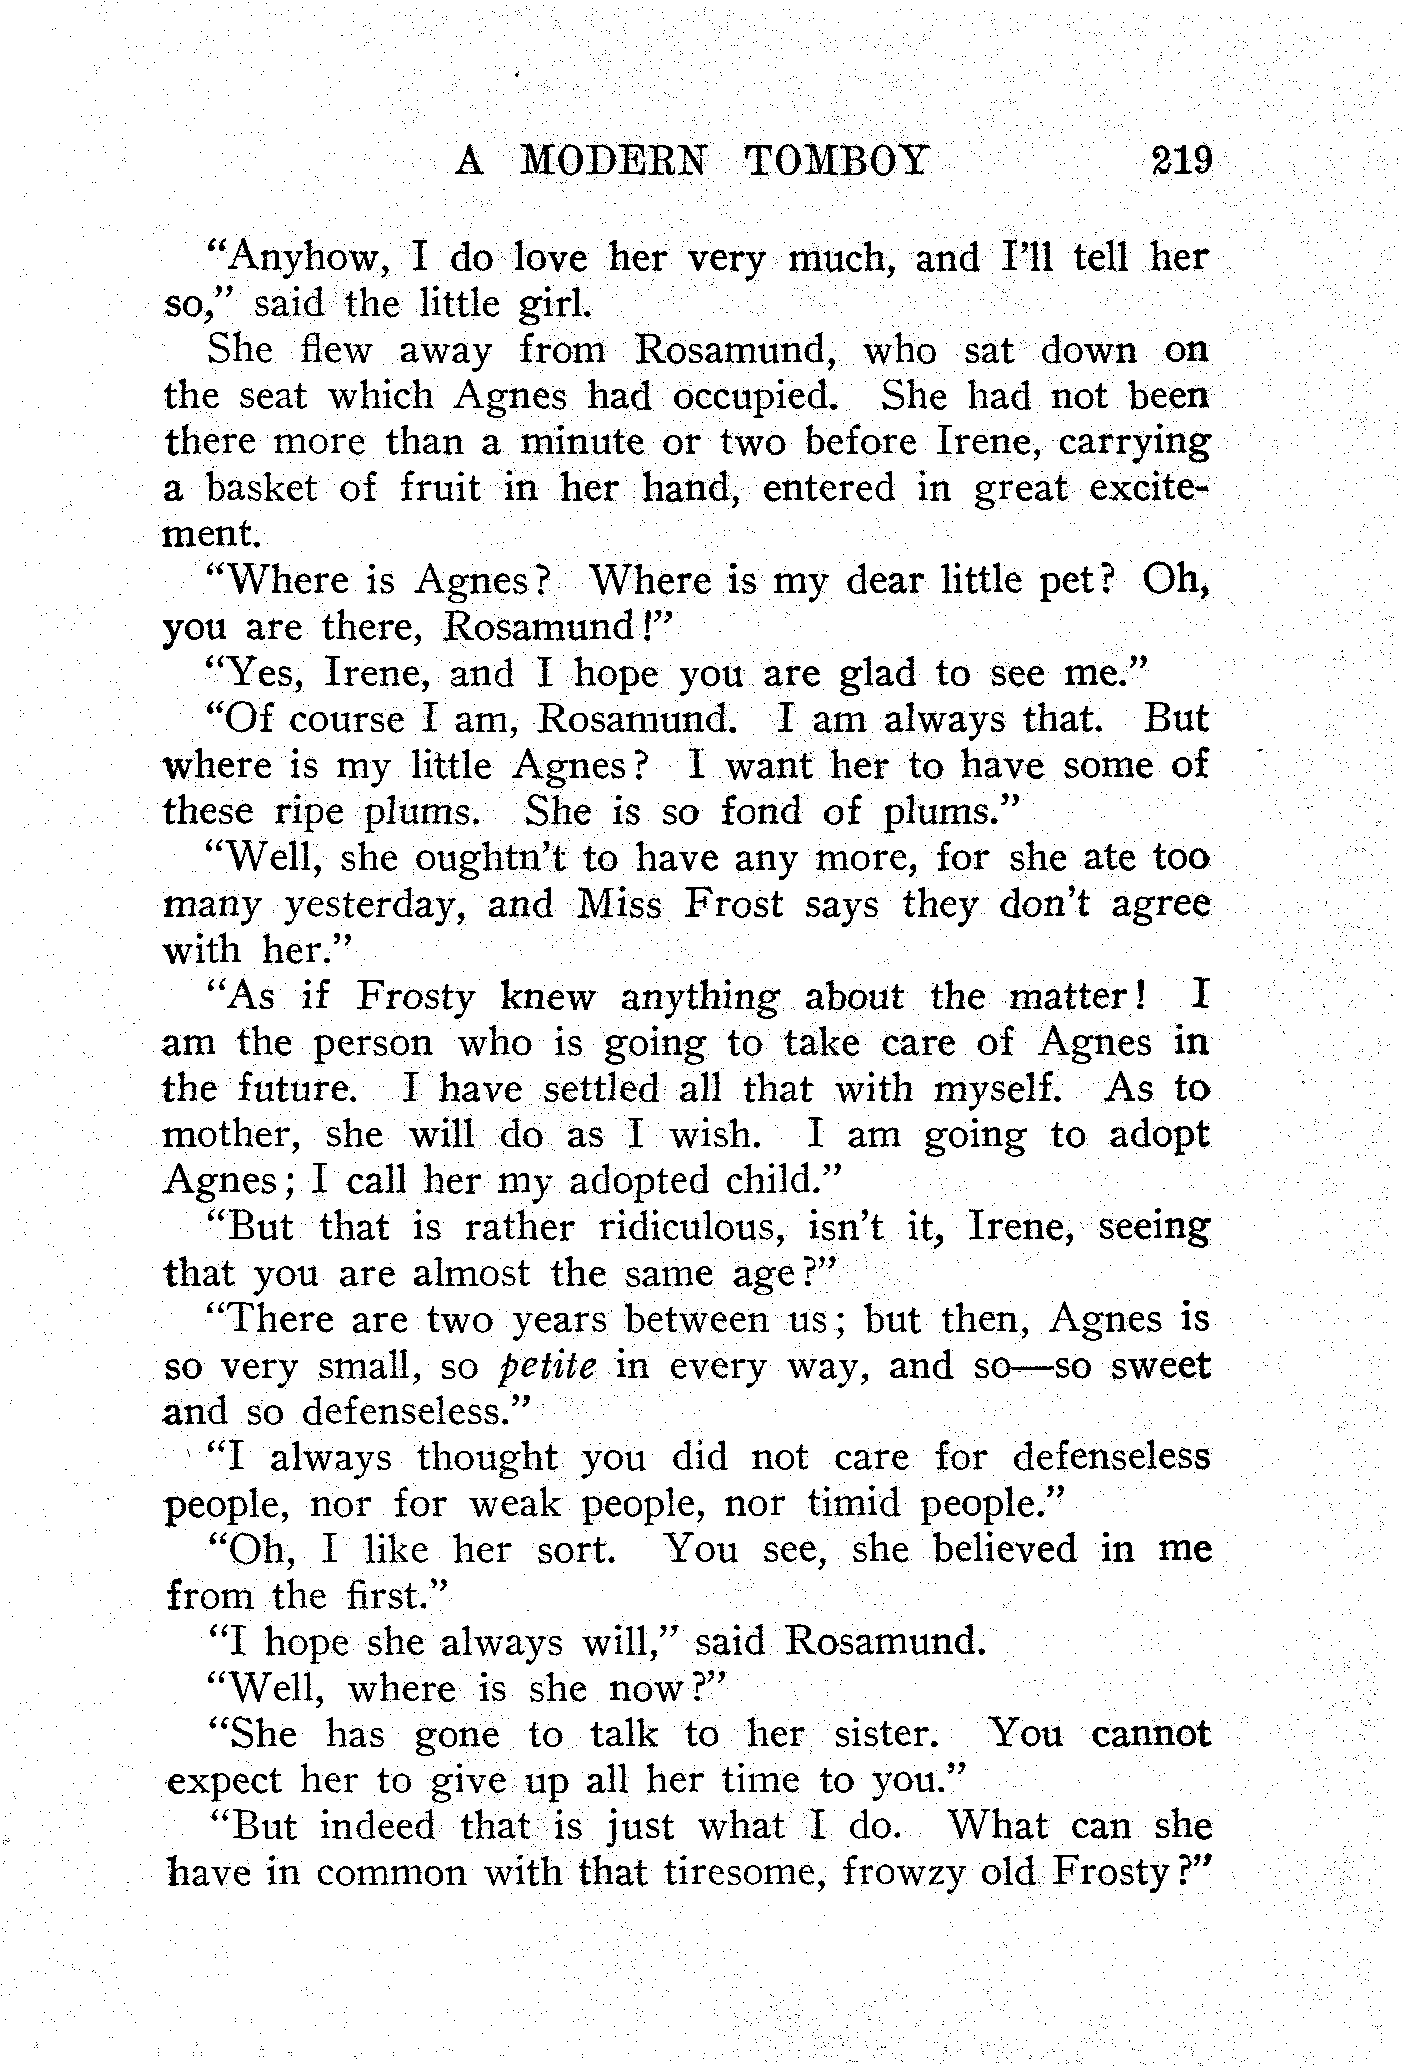 A MODERN TOMBOY 219
“Anyhow, I do love her very much, and I’ll tell her
so,” said the little girl.
She flew away from Rosamund, who sat down on
the seat which Agnes had occupied. She had not been
there more than a minute or two before Irene, carrying
a basket of fruit in her hand, entered in great excite-
ment.
“Where is Agnes? Where is my dear little pet? Oh,
you are there, Rosamund!”
“Yes, Irene, and I hope you are glad to see me.”
“Of course I am, Rosamund. I am always that. But
where is my little Agnes? I want her to have some of
these ripe plums. She is so fond of plums.”
“Well, she oughtn’t to have any more, for she ate too
many yesterday, and Miss Frost says they don’t agree
with her.”
“As if Frosty knew anything about the matter! I
am the person who is going to take care of Agnes in
the future. I have settled all that with myself. As to
mother, she will do as I wish. I am going to adopt
Agnes; I call her my adopted child.”
“But that is rather ridiculous, isn’t it, Irene, seeing
that you are almost the same age?”
“There are two years between us; but then, Agnes is
so very small, so petite in every way, and so—so sweet
and so defenseless.”
“I always thought you did not care for defenseless
people, nor for weak people, nor timid people.”
“Oh, I like her sort. You see, she believed in me
from the first.”
“I hope she always will,” said Rosamund.
“Well, where is she now?”
“She has gone to talk to her sister. You cannot
expect her to give up all her time to you.”
“But indeed that is just what I do. What can she
have in common with that tiresome, frowzy old Frosty?”